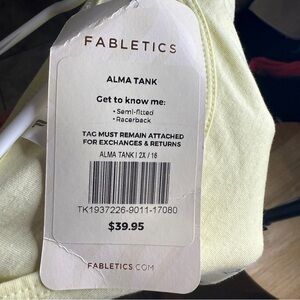 FABLETICS
ALMA TANK
Get to know me:
• Semi-fitted
• Racerback
TAG MUST REMAIN ATTACHED
FOR EXCHANGES & RETURNS
ALMA TANK | 2X / 16
TK1937226-9011-17080
$39.95
FABLETICS.COM